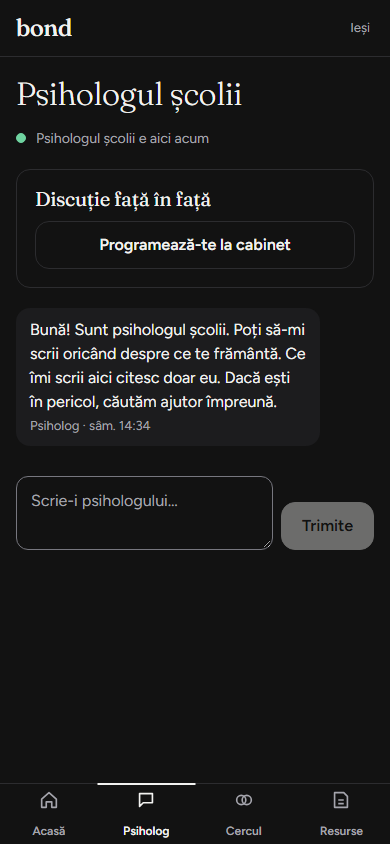 bond
Ieși
Psihologul școlii
Psihologul școlii e aici acum
Discuție față în față
Programează-te la cabinet
Bună! Sunt psihologul școlii. Poți să-mi
scrii oricând despre ce te frământă. Ce
îmi scrii aici citesc doar eu. Dacă ești
în pericol, căutăm ajutor împreună.
Psiholog · sâm. 14:34
Scrie-i psihologului...
Trimite
Acasă
Psiholog
Cercul
Resurse